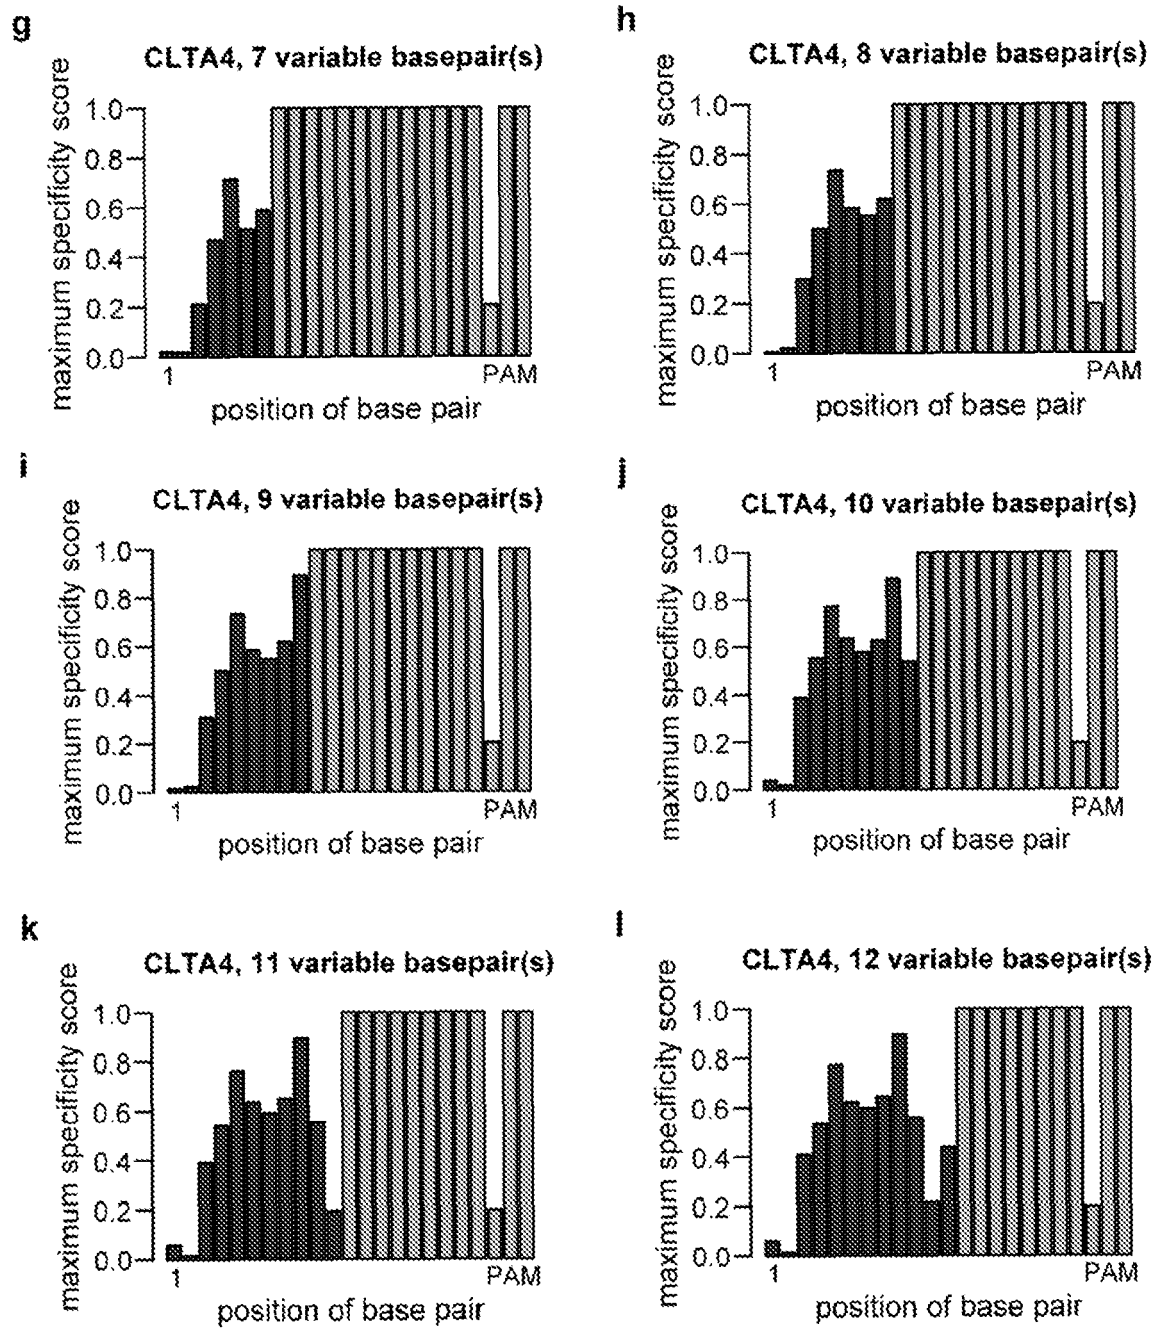 g
CLTA4, 7 variable basepair(s)
maximum specificity score
1.0
0.8
0.6
0.4
0.2
0.0
1
PAM
position of base pair
h
CLTA4, 8 variable basepair(s)
maximum specificity score
1.0
0.8
0.6
0.4
0.2
0.0
1
PAM
position of base pair
i
CLTA4, 9 variable basepair(s)
maximum specificity score
1.0
0.8
0.6
0.4
0.2
0.0
1
PAM
position of base pair
j
CLTA4, 10 variable basepair(s)
maximum specificity score
1.0
0.8
0.6
0.4
0.2
0.0
1
PAM
position of base pair
k
CLTA4, 11 variable basepair(s)
maximum specificity score
1.0
0.8
0.6
0.4
0.2
0.0
1
PAM
position of base pair
l
CLTA4, 12 variable basepair(s)
maximum specificity score
1.0
0.8
0.6
0.4
0.2
0.0
1
PAM
position of base pair